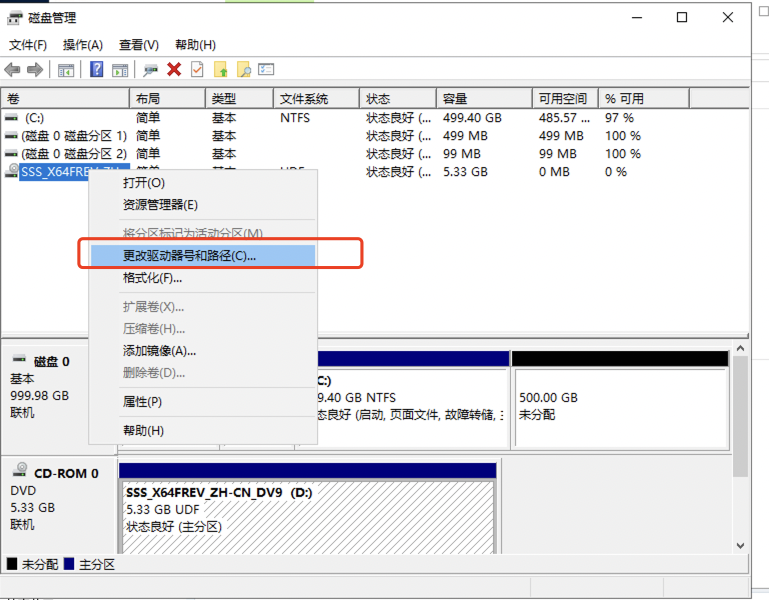 磁盘管理
文件(F) 操作(A) 查看(V) 帮助(H)
卷 布局 类型 文件系统 状态 容量 可用空间 % 可用
(C:) 简单 基本 NTFS 状态良好 (... 499.40 GB 485.57 ... 97 %
(磁盘 0 磁盘分区 1) 简单 基本 状态良好 (... 499 MB 499 MB 100 %
(磁盘 0 磁盘分区 2) 简单 基本 状态良好 (... 99 MB 99 MB 100 %
SSS_X64FREV_ZH- 简单 基本 UDF 状态良好 (... 5.33 GB 0 MB 0 %
打开(O)
资源管理器(E)
将分区标记为活动分区(M)
更改驱动器号和路径(C)...
格式化(F)...
扩展卷(X)...
压缩卷(H)...
添加镜像(A)...
删除卷(D)...
属性(P)
帮助(H)
磁盘 0
基本
999.98 GB
联机
C:)
9.40 GB NTFS
状态良好 (启动, 页面文件, 故障转储, :
500.00 GB
未分配
CD-ROM 0
DVD
5.33 GB
联机
SSS_X64FREV_ZH-CN_DV9 (D:)
5.33 GB UDF
状态良好 (主分区)
未分配 主分区